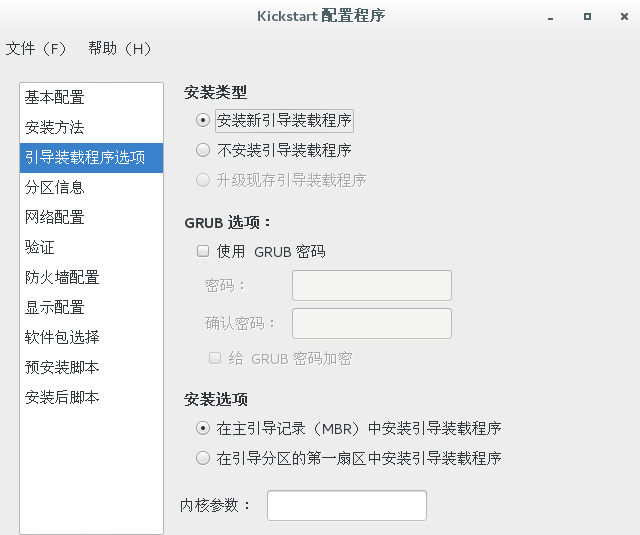 Kickstart 配置程序
文件（F） 帮助（H）
基本配置
安装方法
引导装载程序选项
分区信息
网络配置
验证
防火墙配置
显示配置
软件包选择
预安装脚本
安装后脚本
安装类型
安装新引导装载程序
不安装引导装载程序
升级现存引导装载程序
GRUB 选项：
使用 GRUB 密码
密码：
确认密码：
给 GRUB 密码加密
安装选项
在主引导记录（MBR）中安装引导装载程序
在引导分区的第一扇区中安装引导装载程序
内核参数：